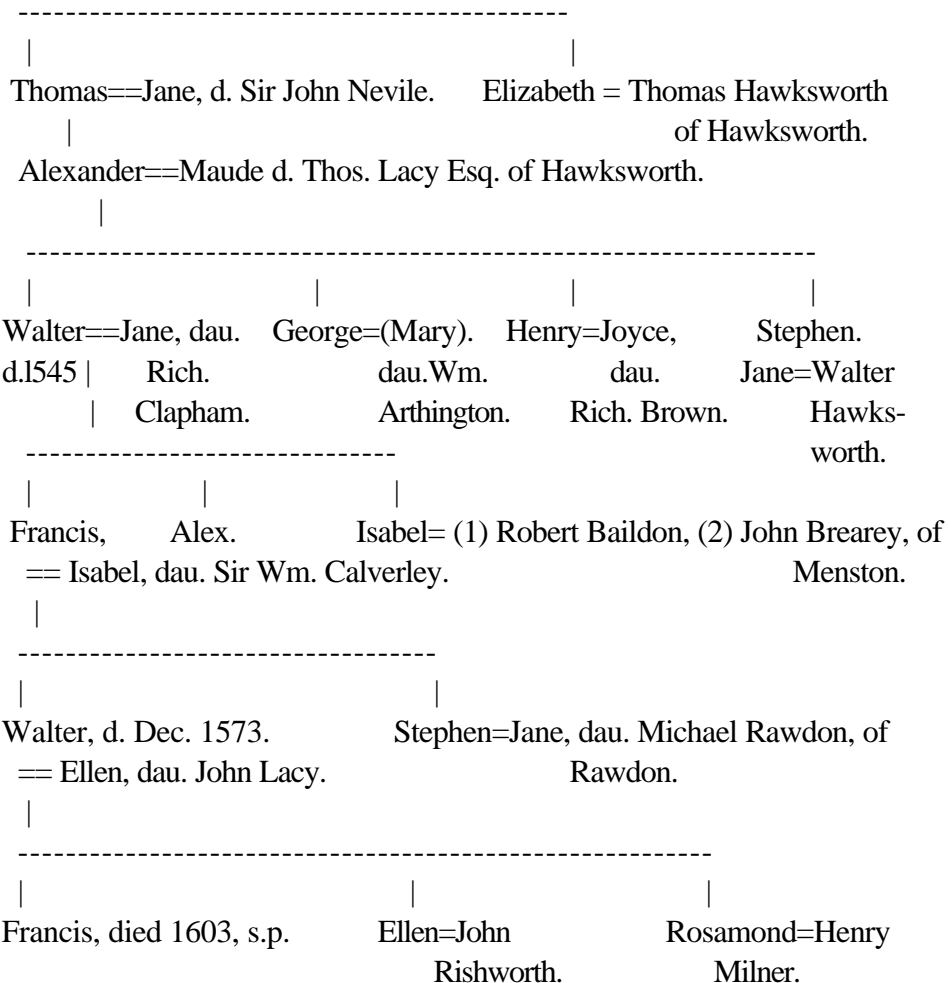 Thomas==Jane, d. Sir John Nevile. Elizabeth = Thomas Hawksworth
| of Hawksworth.
Alexander==Maude d. Thos. Lacy Esq. of Hawksworth.
Walter==Jane, dau. George=(Mary). Henry=Joyce, Stephen.
d.l545 | Rich. dau.Wm. dau. Jane=Walter
| Clapham. Arthington. Rich. Brown. Hawks-
worth.
Francis, Alex. Isabel= (1) Robert Baildon, (2) John Brearey, of
== Isabel, dau. Sir Wm. Calverley. Menston.
Walter, d. Dec. 1573. Stephen=Jane, dau. Michael Rawdon, of
== Ellen, dau. John Lacy. Rawdon.
Francis, died 1603, s.p. Ellen=John Rosamond=Henry
Rishworth. Milner.